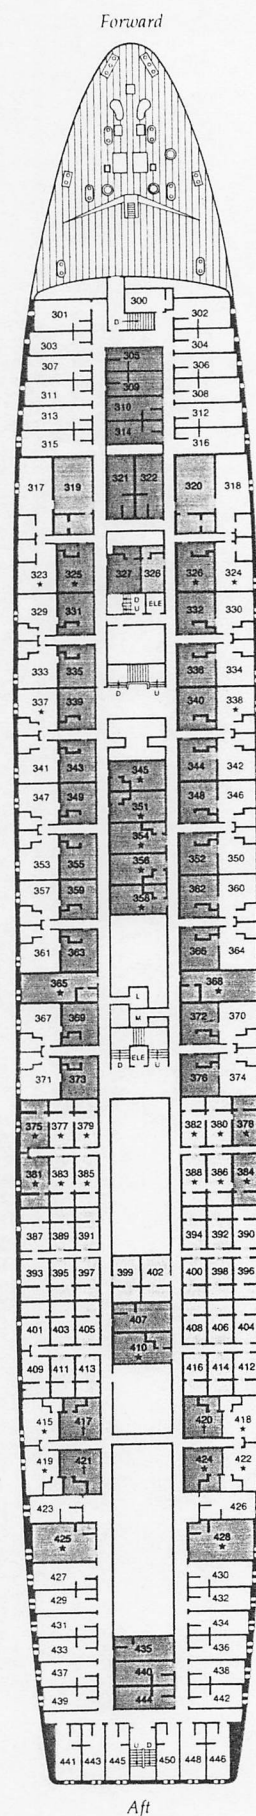 Forward
300
301 302
D
303 304
305
307 306
309
311 308
310
313 312
314
315 316
321 322
317 319 320 318
327 328
323 325 326 324
★ ★ ★ ★
D
U ELE
329 331 332 330
333 335 336 334
D U
337 339 340 338
★ ★
341 343 345 344 342
★
347 349 351 348 346
★
354
★
353 355 356 352 350
★
357 359 358 362 360
★
361 363 366 364
365 368
★ ★
L
367 369 M 372 370
D ELE U
371 373 376 374
375 377 379 382 380 378
★ ★ ★ ★ ★ ★
381 383 385 388 386 384
★ ★ ★ ★ ★ ★
387 389 391 394 392 390
393 395 397 399 402 400 398 396
401 403 405 407 408 406 404
409 411 413 410 416 414 412
★
415 417 420 418
★ ★
419 421 424 422
★ ★ ★
423 426
425 428
★ ★
427 430
429 432
431 434
433 435 436
437 440 438
439 444 442
U D
441 443 445 450 448 446
Aft